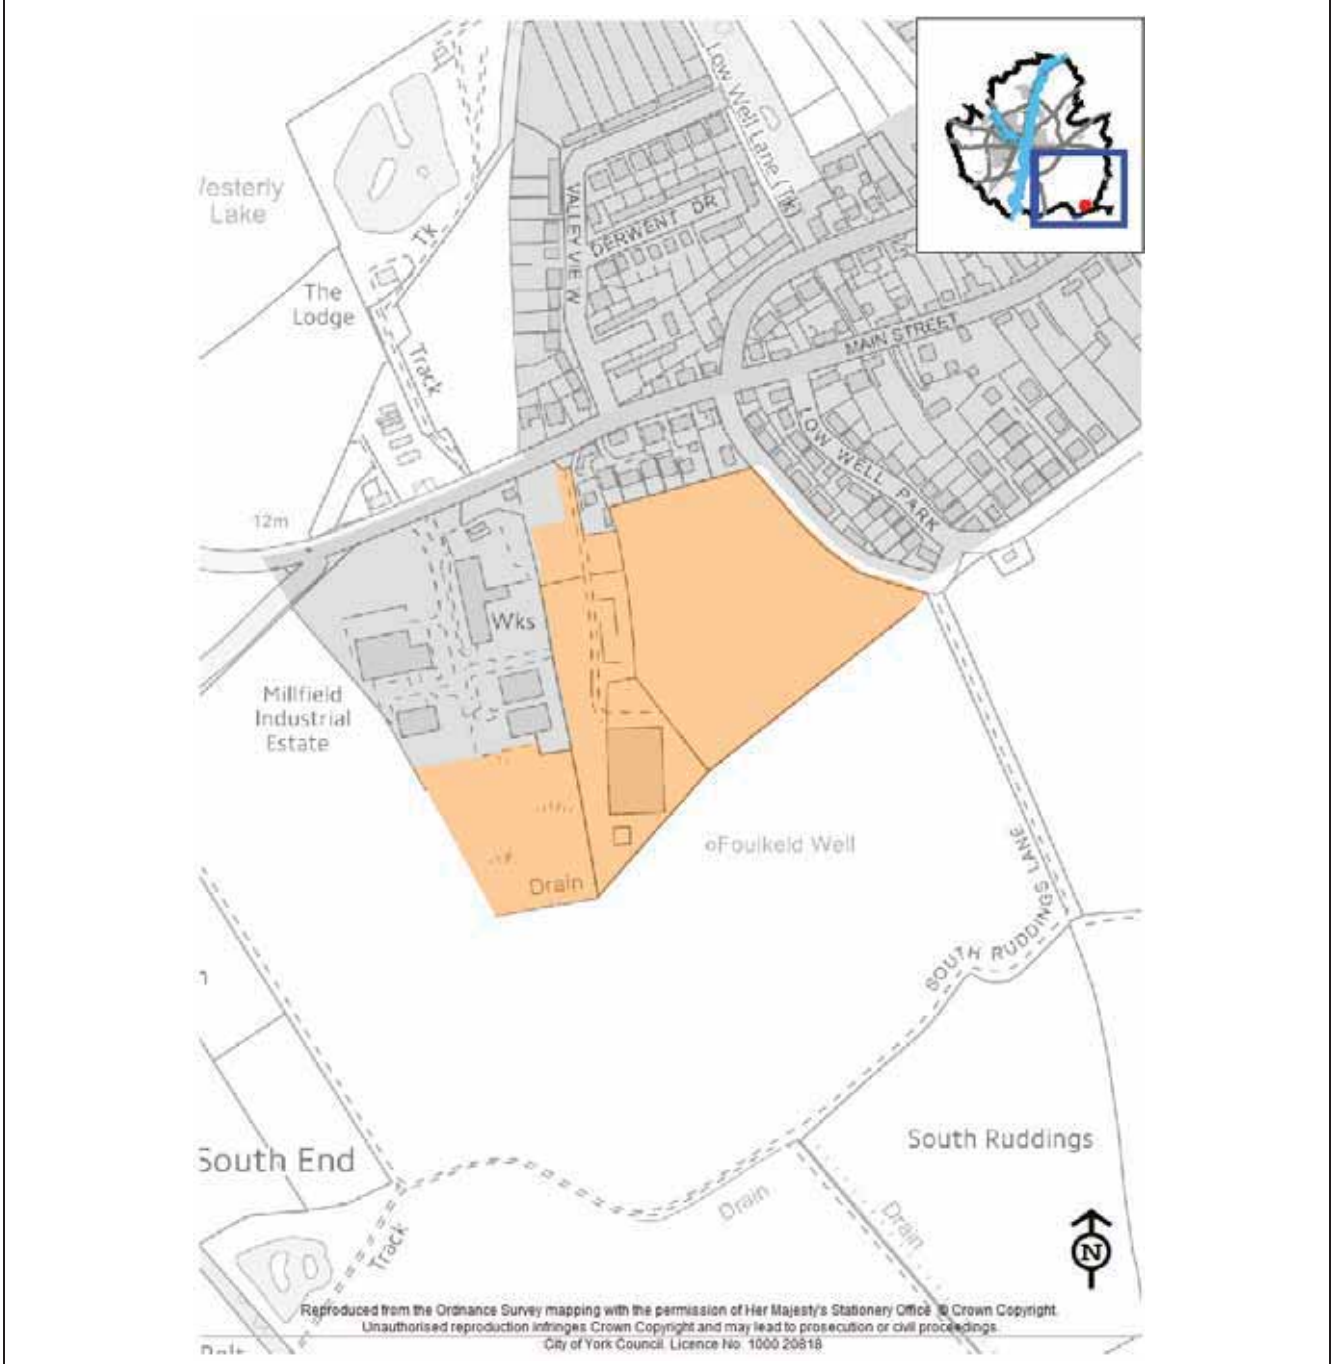 Low Well Lane (Tk)
/esterly
Lake
VALLEY VIEW
DERWENT DR
Tk
The
Lodge
Track
MAIN STREET
LOW WELL PARK
12m
Wks
Millfield
Industrial
Estate
oFoulkeld Well
Drain
SOUTH RUDDINGS LANE
South Ruddings
South End
Drain
Drain
Track
N
Reproduced from the Ordnance Survey mapping with the permission of Her Majesty's Stationery Office © Crown Copyright.
Unauthorised reproduction infringes Crown Copyright and may lead to prosecution or civil proceedings.
City of York Council. Licence No. 1000 20818